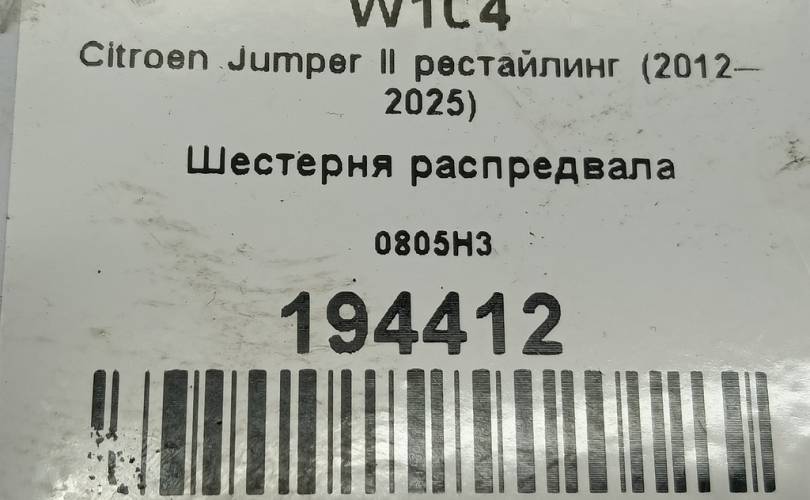 W1C4
Citroen Jumper II рестайлинг (2012—
2025)
Шестерня распредвала
0805H3
194412